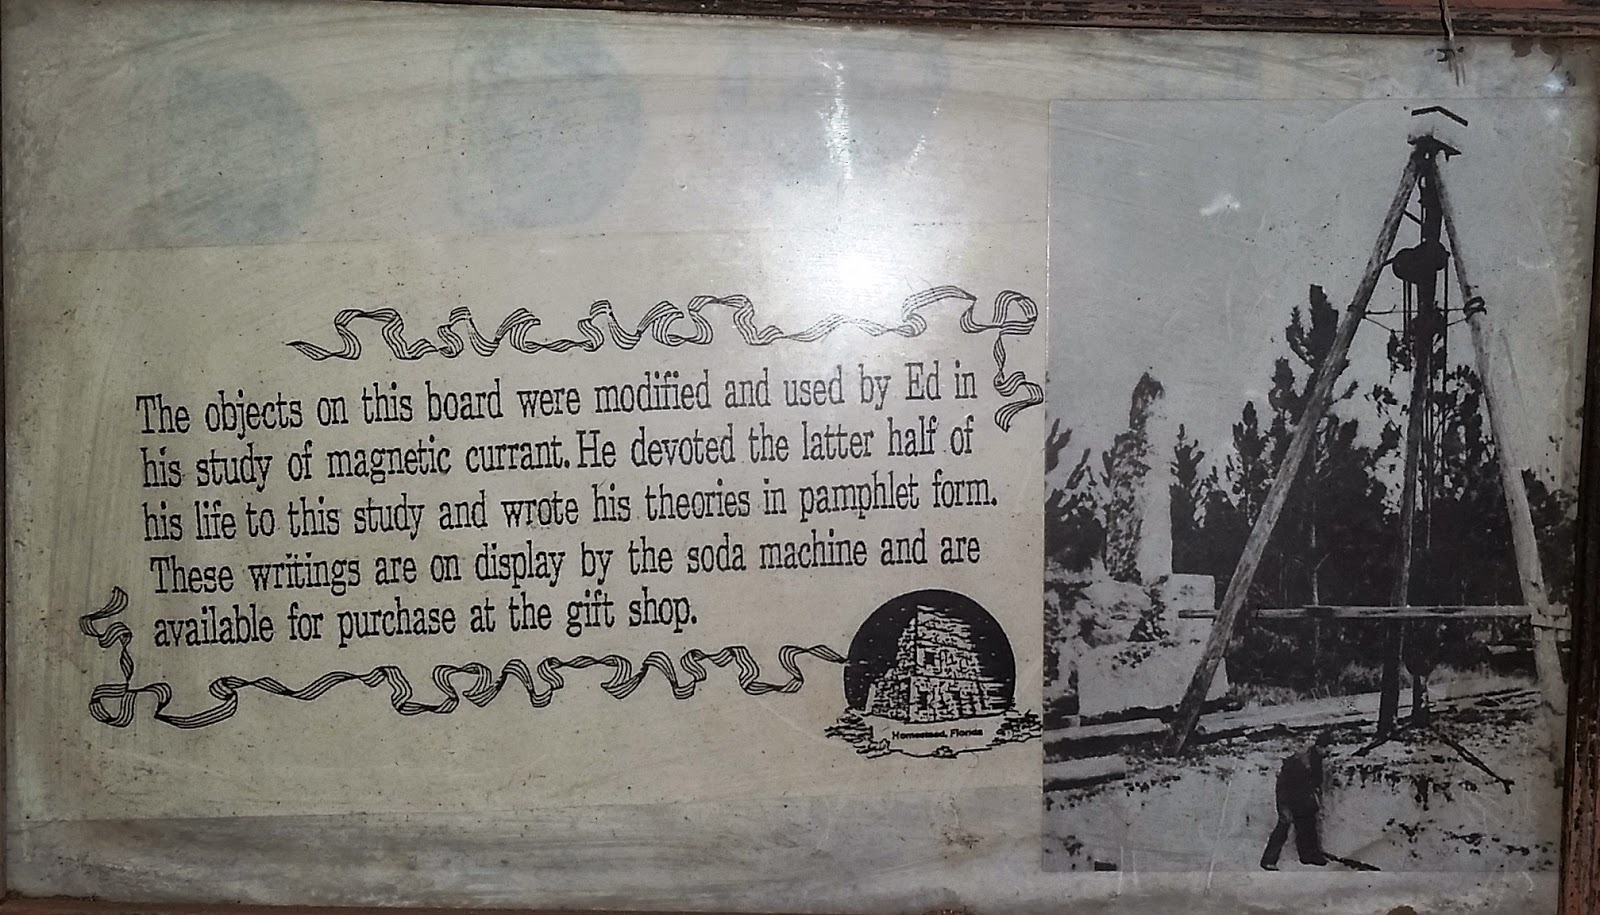 The objects on this board were modified and used by Ed in
his study of magnetic currant. He devoted the latter half of
his life to this study and wrote his theories in pamphlet form.
These writings are on display by the soda machine and are
available for purchase at the gift shop.
Homestead, Florida